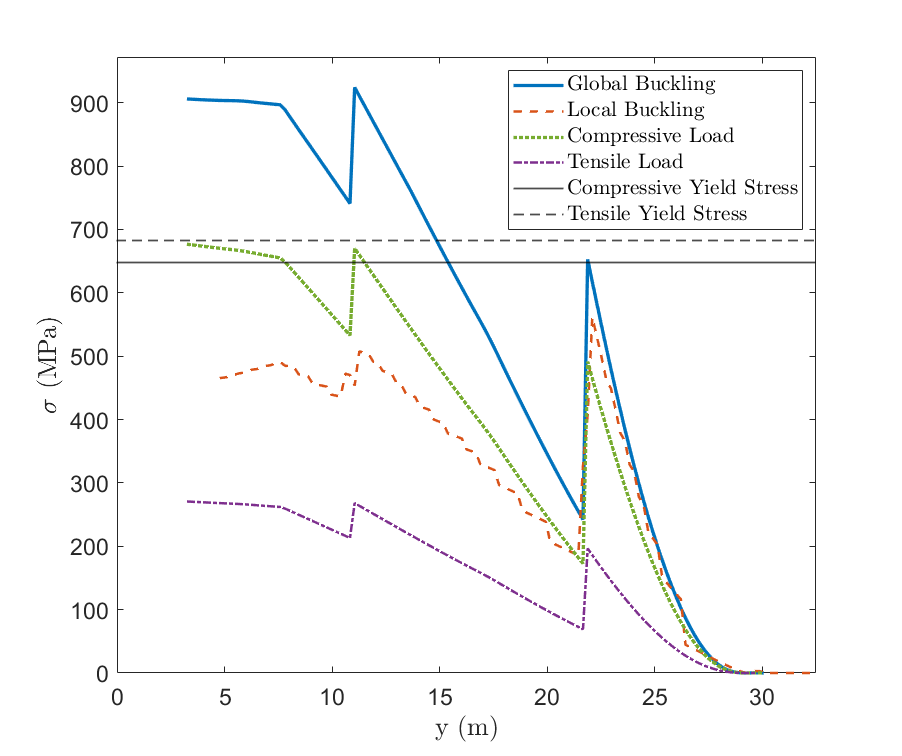 Global Buckling
Local Buckling
Compressive Load
Tensile Load
Compressive Yield Stress
Tensile Yield Stress
900
800
700
600
500
400
300
200
100
0
σ (MPa)
0 5 10 15 20 25 30
y (m)